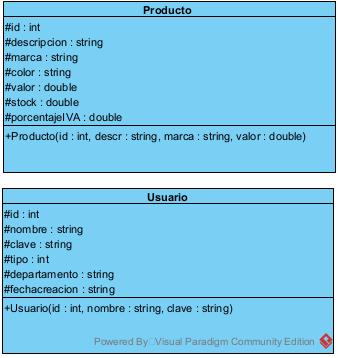 Producto
#id : int
#descripcion : string
#marca : string
#color : string
#valor : double
#stock : double
#porcentajeIVA : double
+Producto(id : int, descr : string, marca : string, valor : double)
Usuario
#id : int
#nombre : string
#clave : string
#tipo : int
#departamento : string
#fechacreacion : string
+Usuario(id : int, nombre : string, clave : string)
Powered By Visual Paradigm Community Edition